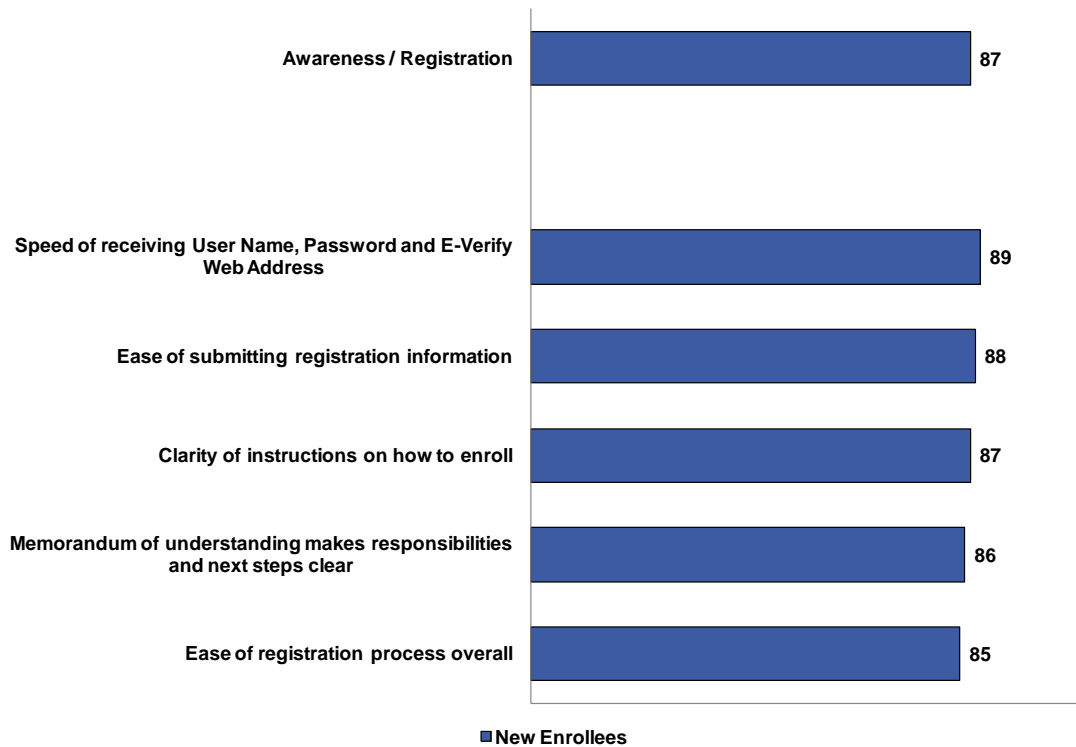 Awareness / Registration
87
Speed of receiving User Name, Password and E-Verify
Web Address
89
Ease of submitting registration information
88
Clarity of instructions on how to enroll
87
Memorandum of understanding makes responsibilities
and next steps clear
86
Ease of registration process overall
85
New Enrollees